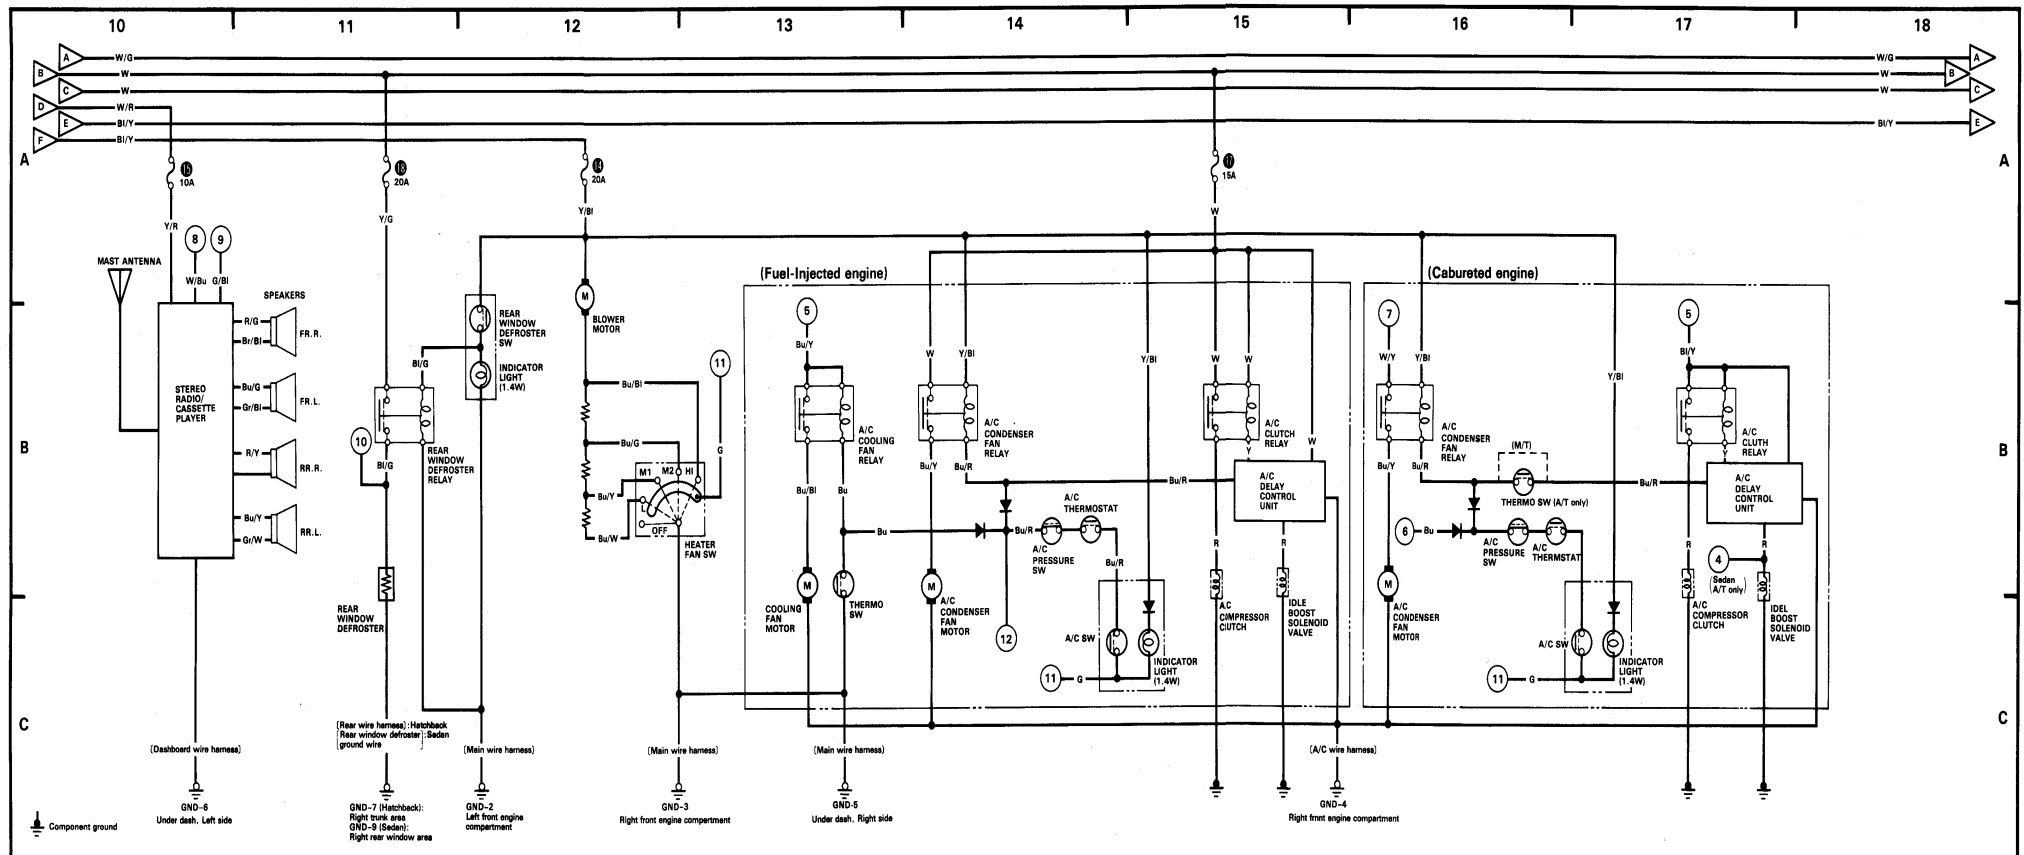 10
11
12
13
14
15
16
17
18
A
W/G
W/G
A
B
W
W
B
C
W
W
C
D
W/R
E
Bl/Y
Bl/Y
E
F
Bl/Y
A
A
15
10A
20A
14
20A
17
15A
Y/R
Y/G
Y/Bl
W
8
9
W/Bu
G/Bl
MAST ANTENNA
SPEAKERS
R/G
Br/Bl
FR.R.
Bu/G
Gr/Bl
FR.L.
R/Y
RR.R.
Bu/Y
Gr/W
RR.L.
STEREO
RADIO/
CASSETTE
PLAYER
B
B
Bl/G
REAR
WINDOW
DEFROSTER
SW
INDICATOR
LIGHT
(1.4W)
10
Bl/G
REAR
WINDOW
DEFROSTER
RELAY
REAR
WINDOW
DEFROSTER
M
BLOWER
MOTOR
Bu/Bl
Bu/G
Bu/Y
Bu/W
M1
M2
HI
L
OFF
HEATER
FAN SW
11
G
(Fuel-Injected engine)
5
Bu/Y
A/C
COOLING
FAN
RELAY
Bu/Bl
Bu
Bu
M
COOLING
FAN
MOTOR
THERMO
SW
W
Y/Bl
A/C
CONDENSER
FAN
RELAY
Bu/Y
Bu/R
Bu/R
Bu/R
M
A/C
CONDENSER
FAN
MOTOR
12
A/C
THERMOSTAT
A/C
PRESSURE
SW
Bu/R
Y/Bl
A/C SW
INDICATOR
LIGHT
(1.4W)
11
G
W
W
W
A/C
CLUTCH
RELAY
Y
A/C
DELAY
CONTROL
UNIT
R
R
A.C
C!MPRESSOR
CLUTCH
IDLE
BOOST
SOLENOID
VALVE
(Cabureted engine)
7
W/Y
Y/Bl
A/C
CONDENSER
FAN
RELAY
Bu/Y
Bu/R
(M/T)
THERMO SW (A/T only)
Bu/R
6
Bu
A/C
PRESSURE
SW
A/C
THERMSTAT
M
A/C
CONDENSER
FAN
MOTOR
Y/Bl
A/C SW
INDICATOR
LIGHT
(1.4W)
11
G
5
Bl/Y
A/C
CLUTH
RELAY
Y
A/C
DELAY
CONTROL
UNIT
R
R
4
(Sedan
A/T only)
A/C
COMPRESSOR
CLUTCH
IDEL
BOOST
SOLENOID
VALVE
C
C
(Dashboard wire harness)
(Rear wire harness) : Hatchback
(Rear window defroster) : Sedan
ground wire
(Main wire harness)
(Main wire harness)
(Main wire harness)
(A/C wire harness)
GND-6
Under dash, Left side
GND-7 (Hatchback):
Right trunk area
GND-9 (Sedan):
Right rear window area
GND-2
Left front engine
compartment
GND-3
Right front engine compartment
GND-5
Under dash, Right side
GND-4
Right frnnt engine compartment
Component ground